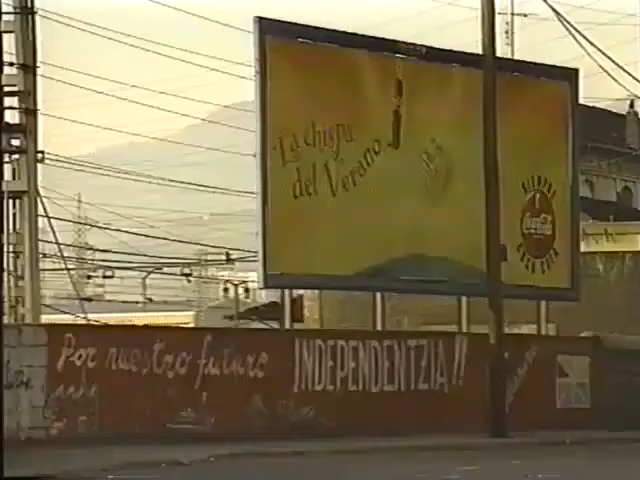 La chispa
del Verano
SIEMPRE
Coca-Cola
COCA COLA
Por nuestro futuro INDEPENDENTZIA!!